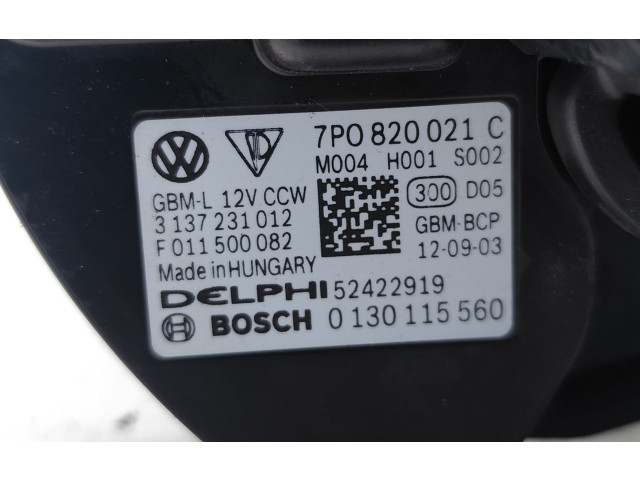 7P0 820 021 C
M004 H001 S002
GBM-L 12V CCW
3 137 231 012
F 011 500 082
Made in HUNGARY
300 D05
GBM-BCP
12-09-03
DELPHI 52422919
BOSCH 0 130 115 560